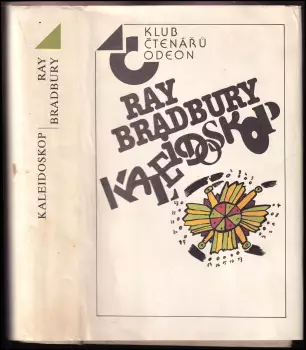 KLUB
ČTENÁŘŮ
ODEON
RAY
BRADBURY
KALEIDOSKOP
KALEIDOSKOP
RAY
BRADBURY